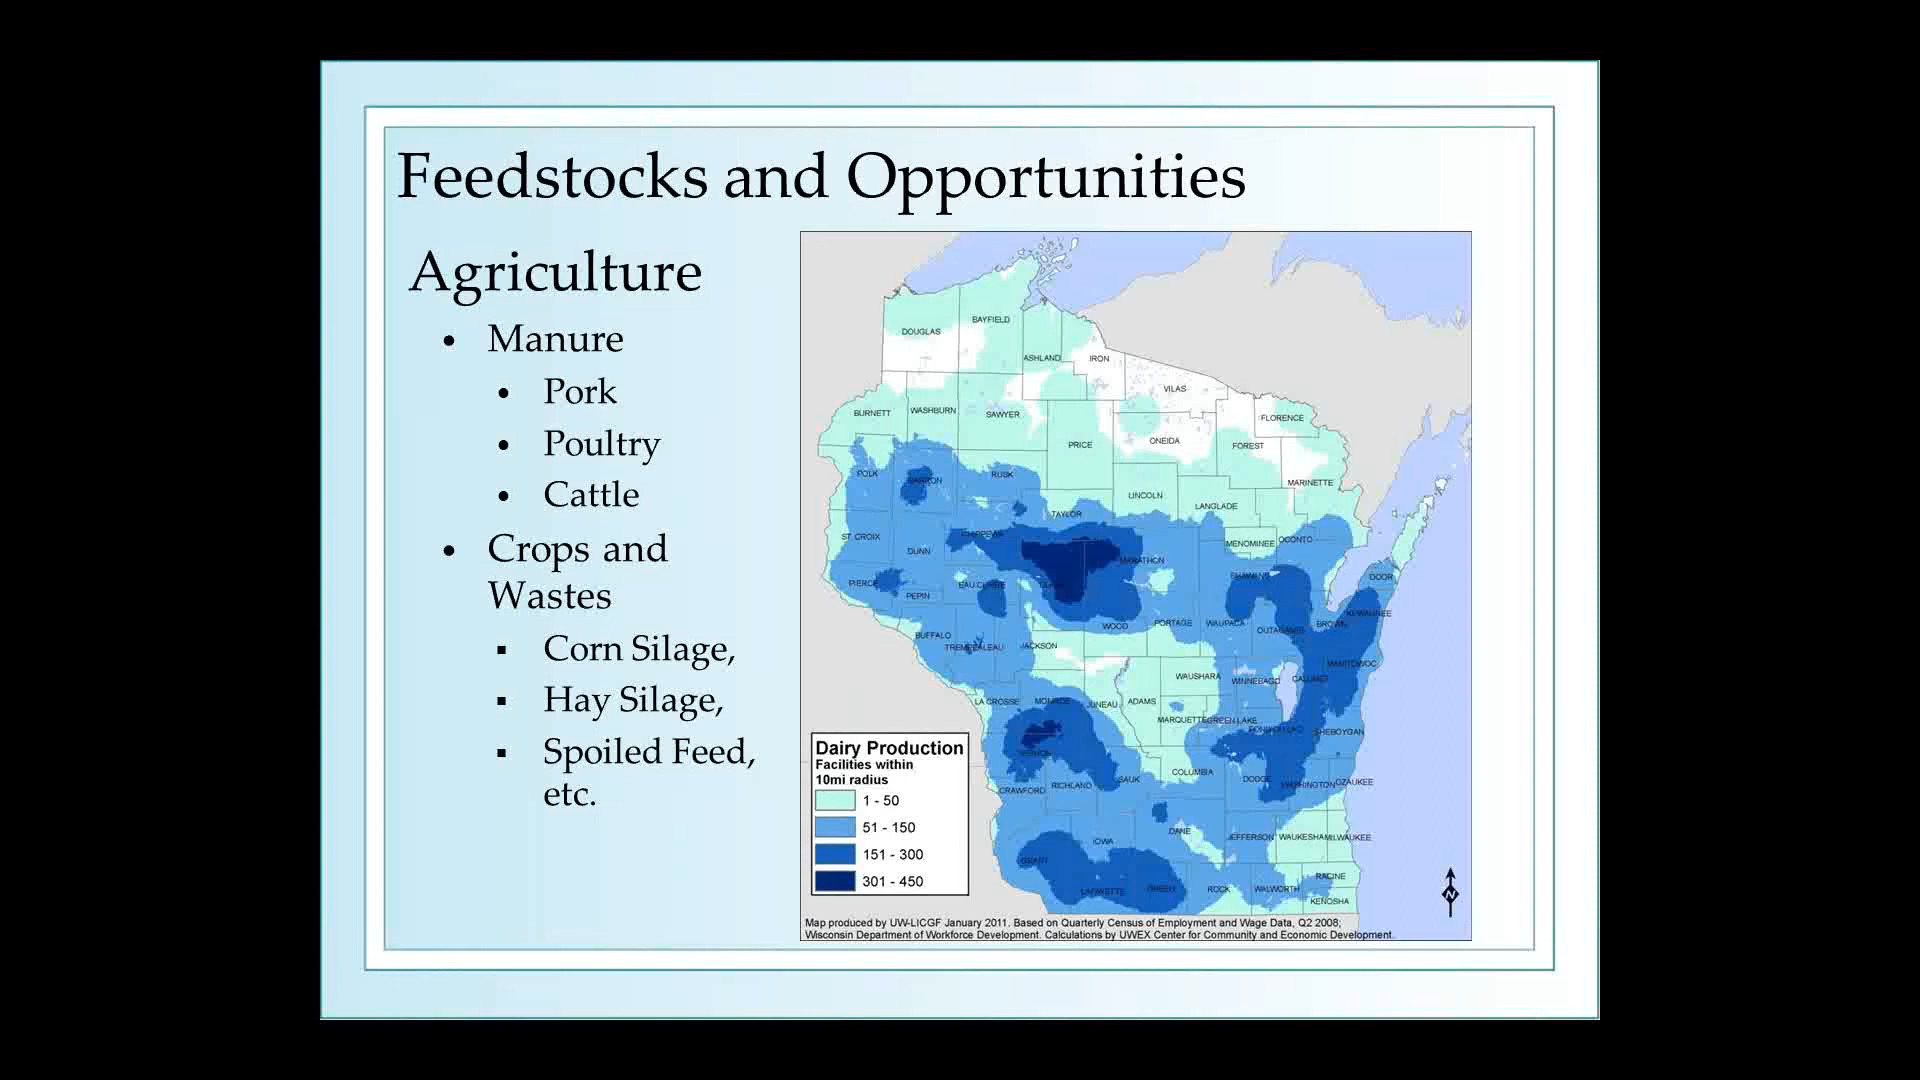 Feedstocks and Opportunities
Agriculture
• Manure
• Pork
• Poultry
• Cattle
• Crops and
Wastes
▪ Corn Silage,
▪ Hay Silage,
▪ Spoiled Feed,
etc.
BAYFIELD
DOUGLAS
ASHLAND
IRON
VILAS
BURNETT
WASHBURN
SAWYER
FLORENCE
PRICE
ONEIDA
FOREST
POLK
BARRON
RUSK
MARINETTE
LINCOLN
LANGLADE
TAYLOR
ST. CROIX
CHIPPEWA
MENOMINEE
OCONTO
DUNN
MARATHON
PIERCE
EAU CLAIRE
SHAWANO
DOOR
PEPIN
KEWAUNEE
WOOD
PORTAGE
WAUPACA
OUTAGAMIE
BROWN
BUFFALO
TREMPEALEAU
JACKSON
MANITOWOC
WAUSHARA
WINNEBAGO
CALUMET
LA CROSSE
MONROE
JUNEAU
ADAMS
MARQUETTE
GREEN LAKE
FOND DU LAC
SHEBOYGAN
VERNON
COLUMBIA
DODGE
WASHINGTON
OZAUKEE
SAUK
CRAWFORD
RICHLAND
DANE
JEFFERSON
WAUKESHA
MILWAUKEE
IOWA
GRANT
LAFAYETTE
GREEN
ROCK
WALWORTH
RACINE
KENOSHA
Dairy Production
Facilities within
10mi radius
1 - 50
51 - 150
151 - 300
301 - 450
N
Map produced by UW-LICGF January 2011. Based on Quarterly Census of Employment and Wage Data, Q2 2008;
Wisconsin Department of Workforce Development. Calculations by UWEX Center for Community and Economic Development.